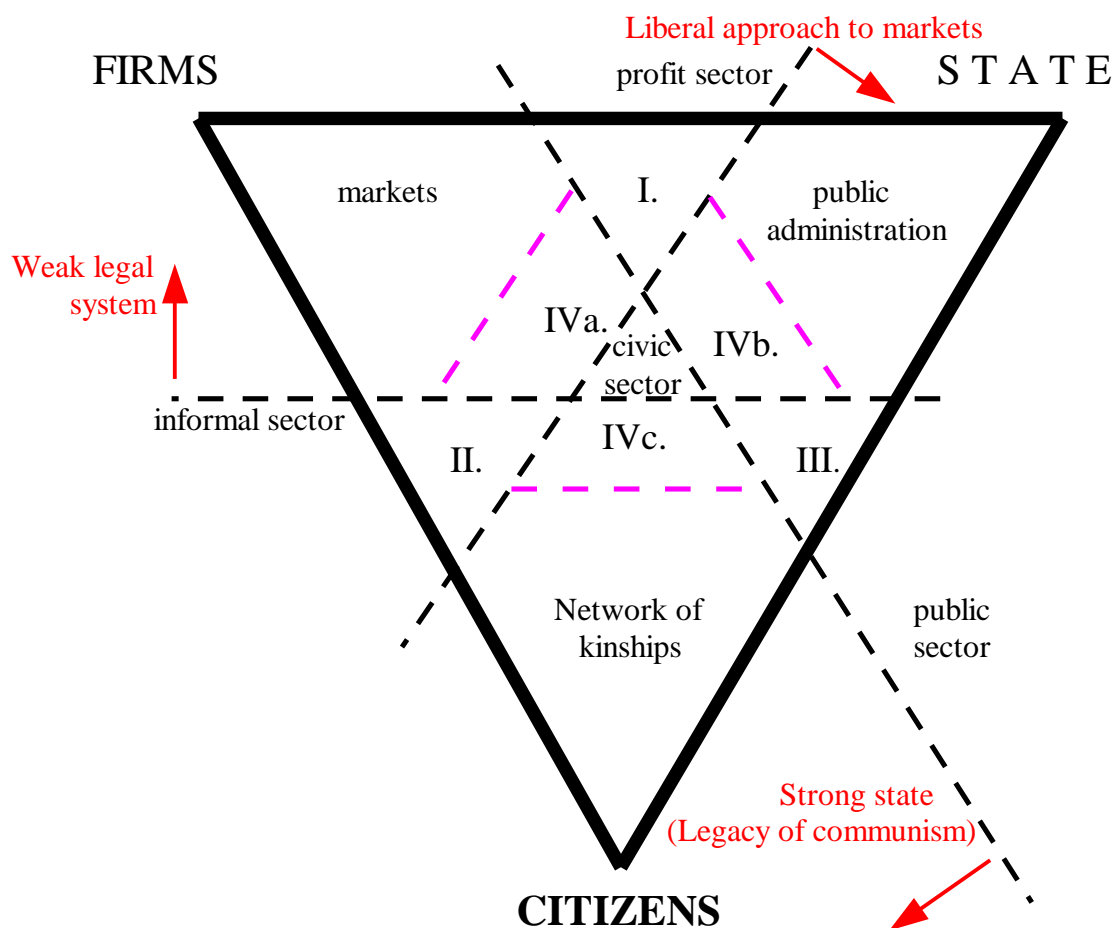 Liberal approach to markets
FIRMS
profit sector
S T A T E
markets
I.
public
administration
Weak legal
system
IVa.
civic
sector
IVb.
informal sector
II.
IVc.
III.
Network of
kinships
public
sector
Strong state
(Legacy of communism)
CITIZENS